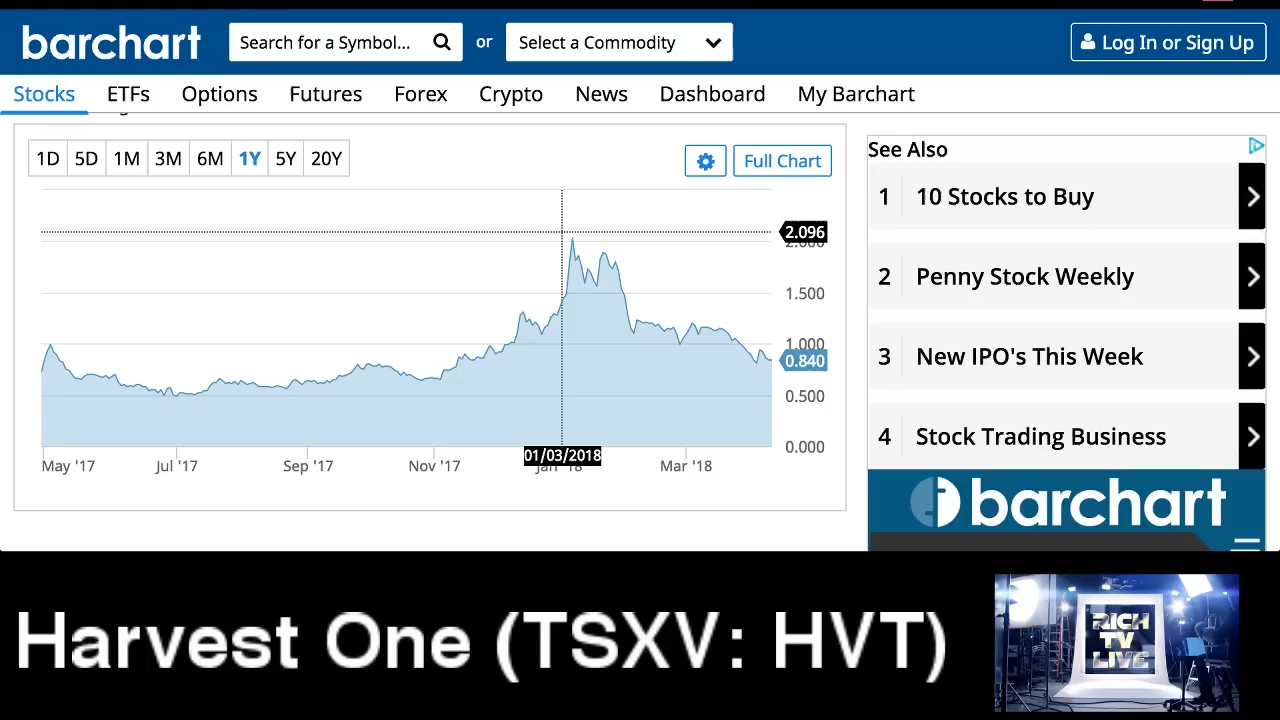 barchart
Search for a Symbol...
or
Select a Commodity
Log In or Sign Up
Stocks ETFs Options Futures Forex Crypto News Dashboard My Barchart
1D 5D 1M 3M 6M 1Y 5Y 20Y
Full Chart
2.096
2.000
1.500
1.000
0.840
0.500
0.000
01/03/2018
May '17 Jul '17 Sep '17 Nov '17 Jan '18 Mar '18
See Also
1 10 Stocks to Buy
2 Penny Stock Weekly
3 New IPO's This Week
4 Stock Trading Business
barchart
Harvest One (TSXV: HVT)
RICH
TV
LIVE